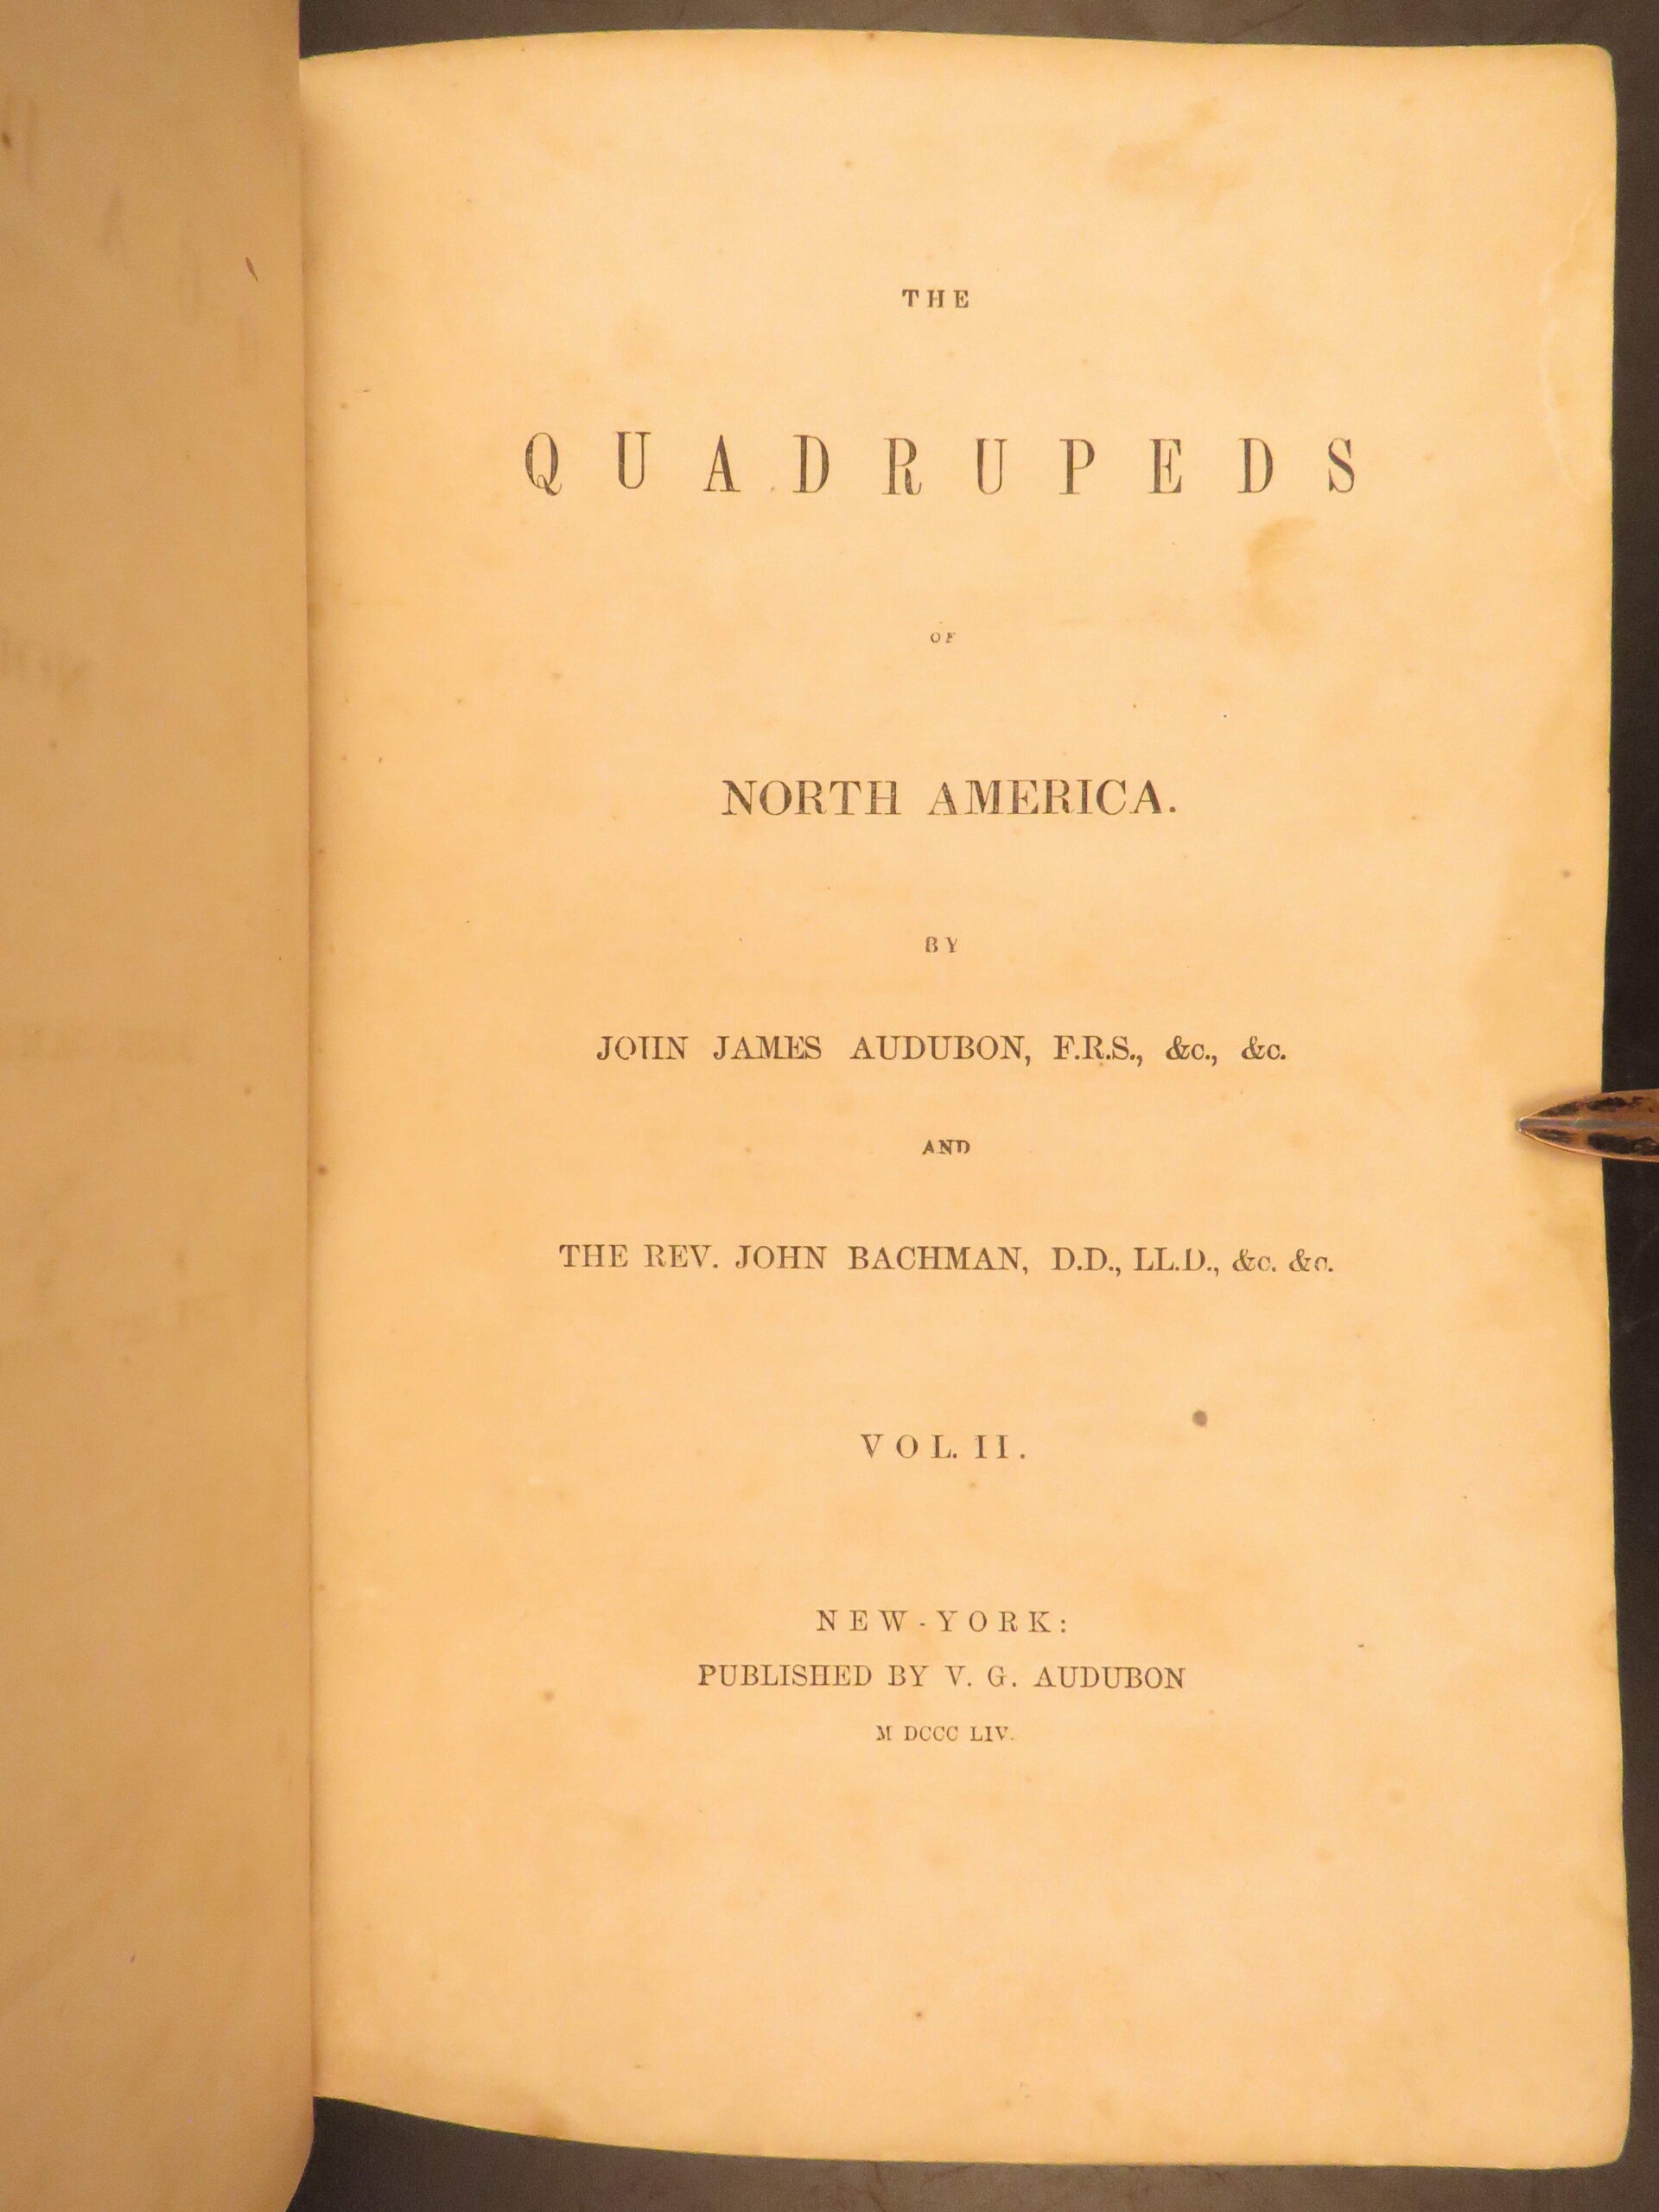 THE
QUADRUPEDS
OF
NORTH AMERICA.
BY
JOHN JAMES AUDUBON, F.R.S., &c., &c.
AND
THE REV. JOHN BACHMAN, D.D., LL.D., &c. &c.
VOL. II.
NEW-YORK:
PUBLISHED BY V. G. AUDUBON
M DCCC LIV.